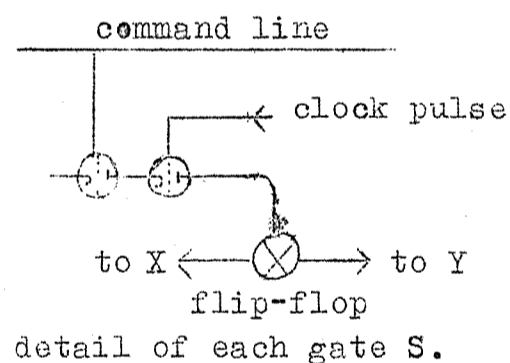 command line
clock pulse
to X to Y
flip-flop
detail of each gate S.